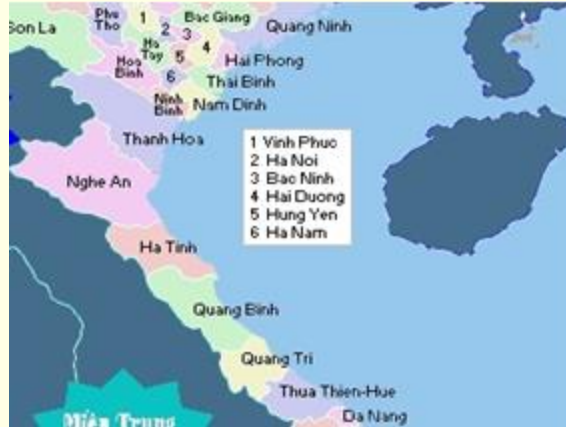 Phu
Tho
1
Bac Giang
Quang Ninh
Son La
2
3
Ha
Tay
4
5
Hoa
Binh
Hai Phong
6
Thai Binh
Ninh
Binh
Nam Dinh
Thanh Hoa
1 Vinh Phuc
2 Ha Noi
3 Bac Ninh
4 Hai Duong
5 Hung Yen
6 Ha Nam
Nghe An
Ha Tinh
Quang Binh
Quang Tri
Thua Thien-Hue
Da Nang
Miền Trung